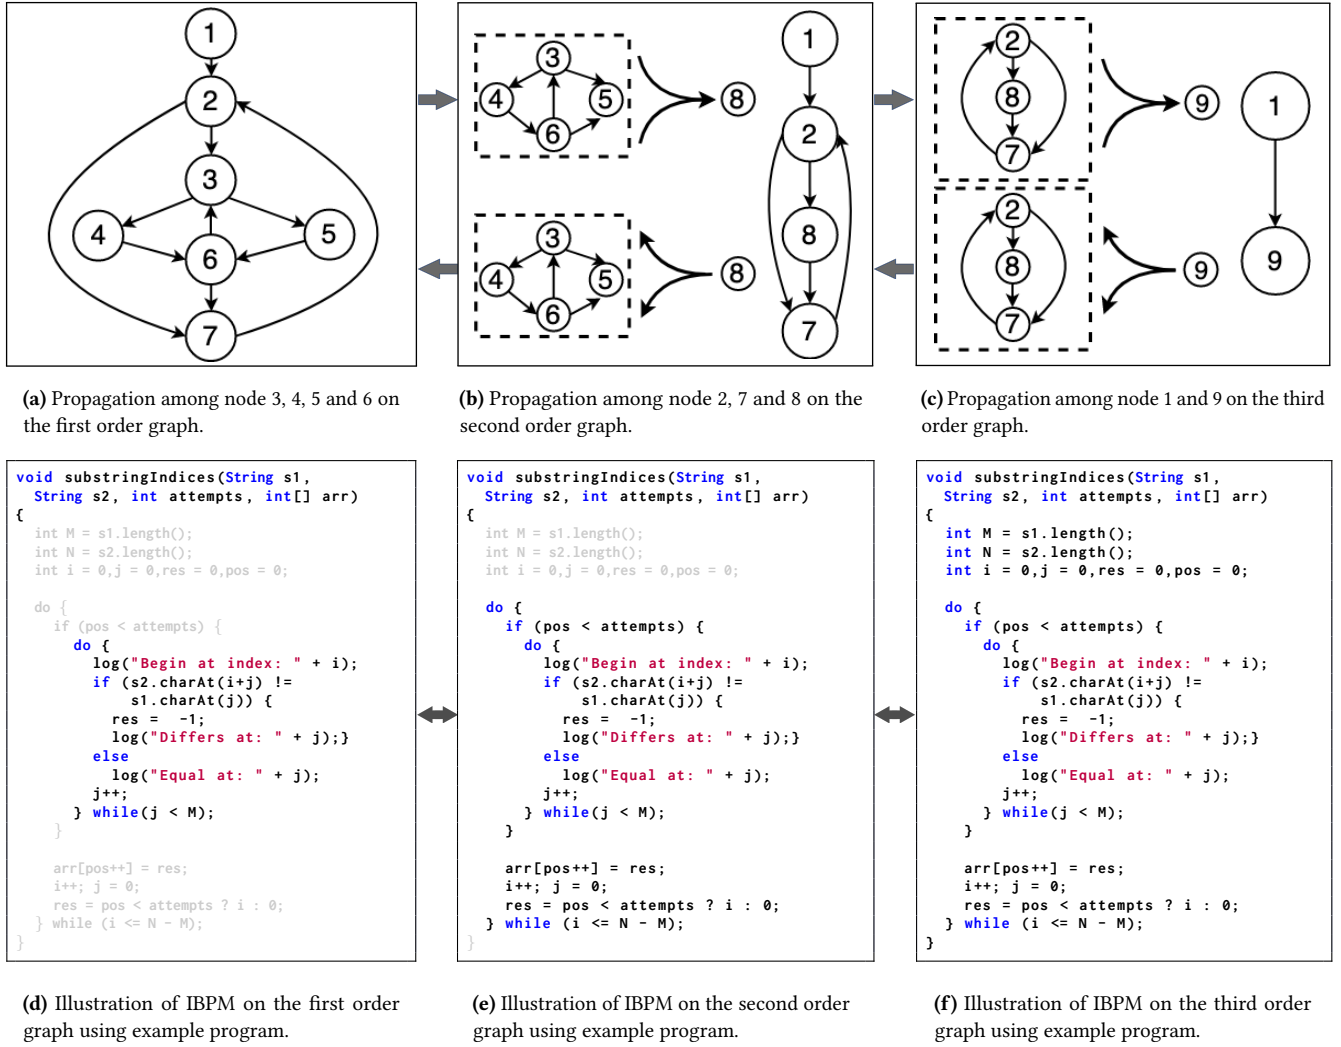 1
2
3
4
5
6
7
3
4
5
6
8
3
4
5
6
8
1
2
8
7
2
8
7
9
2
8
7
9
1
9
(a) Propagation among node 3, 4, 5 and 6 on
the first order graph.
(b) Propagation among node 2, 7 and 8 on the
second order graph.
(c) Propagation among node 1 and 9 on the third
order graph.
void substringIndices(String s1,
String s2, int attempts, int[] arr)
{
int M = s1.length();
int N = s2.length();
int i = 0,j = 0,res = 0,pos = 0;
do {
if (pos < attempts) {
do {
log("Begin at index: " + i);
if (s2.charAt(i+j) !=
s1.charAt(j)) {
res =  -1;
log("Differs at: " + j);}
else
log("Equal at: " + j);
j++;
} while(j < M);
}
arr[pos++] = res;
i++; j = 0;
res = pos < attempts ? i : 0;
} while (i <= N - M);
}
void substringIndices(String s1,
String s2, int attempts, int[] arr)
{
int M = s1.length();
int N = s2.length();
int i = 0,j = 0,res = 0,pos = 0;
do {
if (pos < attempts) {
do {
log("Begin at index: " + i);
if (s2.charAt(i+j) !=
s1.charAt(j)) {
res =  -1;
log("Differs at: " + j);}
else
log("Equal at: " + j);
j++;
} while(j < M);
}
arr[pos++] = res;
i++; j = 0;
res = pos < attempts ? i : 0;
} while (i <= N - M);
}
void substringIndices(String s1,
String s2, int attempts, int[] arr)
{
int M = s1.length();
int N = s2.length();
int i = 0,j = 0,res = 0,pos = 0;
do {
if (pos < attempts) {
do {
log("Begin at index: " + i);
if (s2.charAt(i+j) !=
s1.charAt(j)) {
res =  -1;
log("Differs at: " + j);}
else
log("Equal at: " + j);
j++;
} while(j < M);
}
arr[pos++] = res;
i++; j = 0;
res = pos < attempts ? i : 0;
} while (i <= N - M);
}
(d) Illustration of IBPM on the first order
graph using example program.
(e) Illustration of IBPM on the second order
graph using example program.
(f) Illustration of IBPM on the third order
graph using example program.